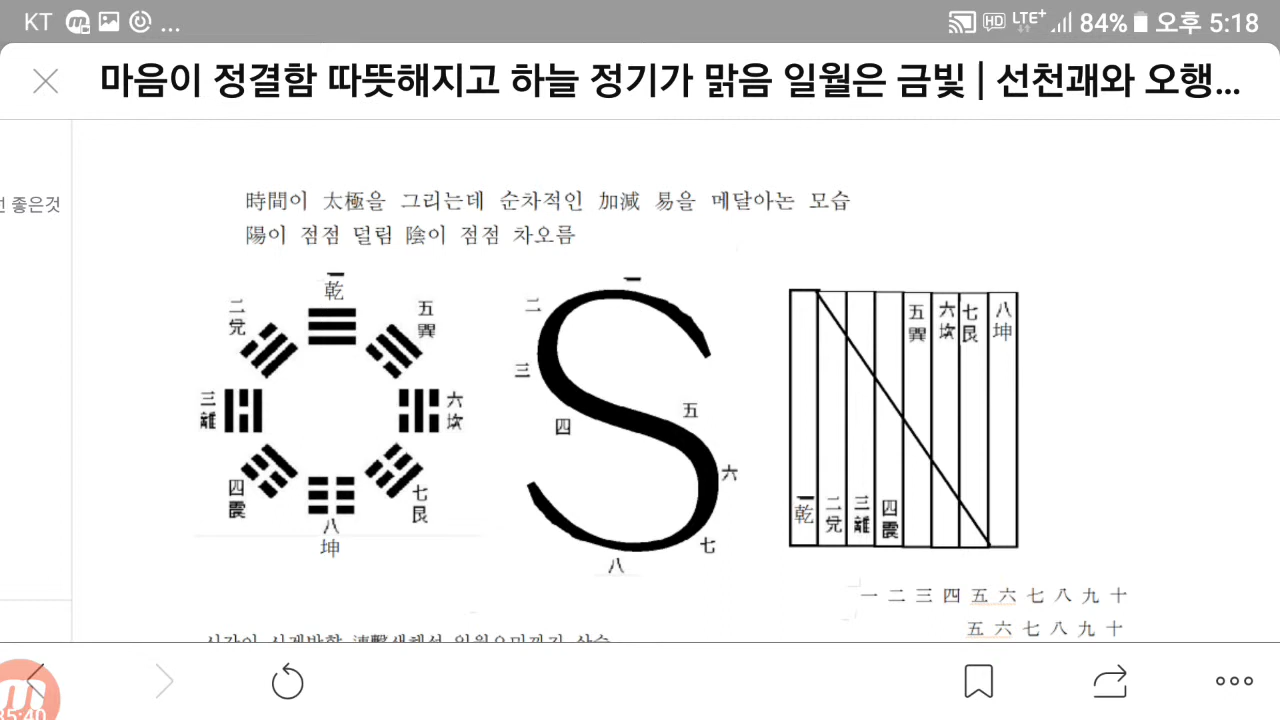 KT ... HD LTE+ 84% 오후 5:18
마음이 정결함 따뜻해지고 하늘 정기가 맑음 일월은 금빛 | 선천괘와 오행...
좋은것
時間이 太極을 그리는데 순차적인 加減 易을 메달아논 모습
陽이 점점 덜림 陰이 점점 차오름
一
乾
二
兌
三
離
四
震
五
巽
六
坎
七
艮
八
坤
一
二
三
四
五
六
七
八
一
乾
二
兌
三
離
四
震
五
巽
六
坎
七
艮
八
坤
一 二 三 四 五 六 七 八 九 十
五 六 七 八 九 十
35:40